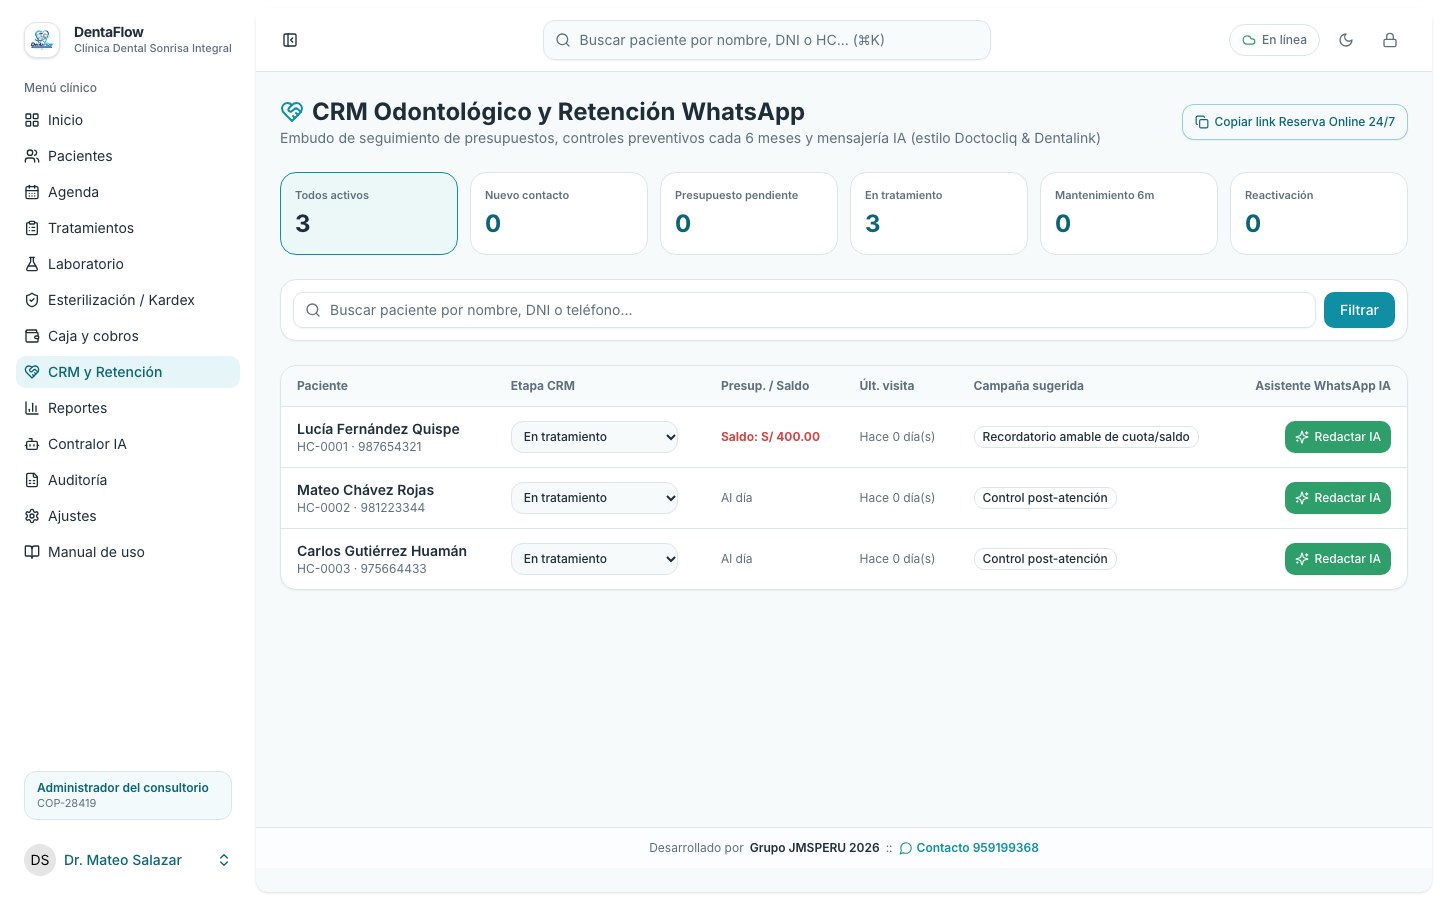 DentaFlow
Clínica Dental Sonrisa Integral
Menú clínico
Inicio
Pacientes
Agenda
Tratamientos
Laboratorio
Esterilización / Kardex
Caja y cobros
CRM y Retención
Reportes
Contralor IA
Auditoría
Ajustes
Manual de uso
Administrador del consultorio
COP-28419
DS Dr. Mateo Salazar
Buscar paciente por nombre, DNI o HC... (⌘K)
En línea
CRM Odontológico y Retención WhatsApp
Embudo de seguimiento de presupuestos, controles preventivos cada 6 meses y mensajería IA (estilo Doctocliq & Dentalink)
Copiar link Reserva Online 24/7
Todos activos
3
Nuevo contacto
0
Presupuesto pendiente
0
En tratamiento
3
Mantenimiento 6m
0
Reactivación
0
Buscar paciente por nombre, DNI o teléfono...
Filtrar
Paciente Etapa CRM Presup. / Saldo Últ. visita Campaña sugerida Asistente WhatsApp IA
Lucía Fernández Quispe
HC-0001 · 987654321
En tratamiento Saldo: S/ 400.00 Hace 0 día(s) Recordatorio amable de cuota/saldo Redactar IA
Mateo Chávez Rojas
HC-0002 · 981223344
En tratamiento Al día Hace 0 día(s) Control post-atención Redactar IA
Carlos Gutiérrez Huamán
HC-0003 · 975664433
En tratamiento Al día Hace 0 día(s) Control post-atención Redactar IA
Desarrollado por Grupo JMSPERU 2026 :: Contacto 959199368